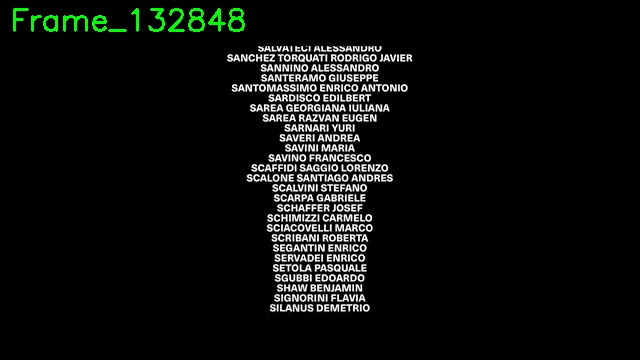 Frame_132848
SALVATECI ALESSANDRO
SANCHEZ TORQUATI RODRIGO JAVIER
SANNINO ALESSANDRO
SANTERAMO GIUSEPPE
SANTOMASSIMO ENRICO ANTONIO
SARDISCO EDILBERT
SAREA GEORGIANA IULIANA
SAREA RAZVAN EUGEN
SARNARI YURI
SAVERI ANDREA
SAVINI MARIA
SAVINO FRANCESCO
SCAFFIDI SAGGIO LORENZO
SCALONE SANTIAGO ANDRES
SCALVINI STEFANO
SCARPA GABRIELE
SCHAFFER JOSEF
SCHIMIZZI CARMELO
SCIACOVELLI MARCO
SCRIBANI ROBERTA
SEGANTIN ENRICO
SERVADEI ENRICO
SETOLA PASQUALE
SGUBBI EDOARDO
SHAW BENJAMIN
SIGNORINI FLAVIA
SILANUS DEMETRIO